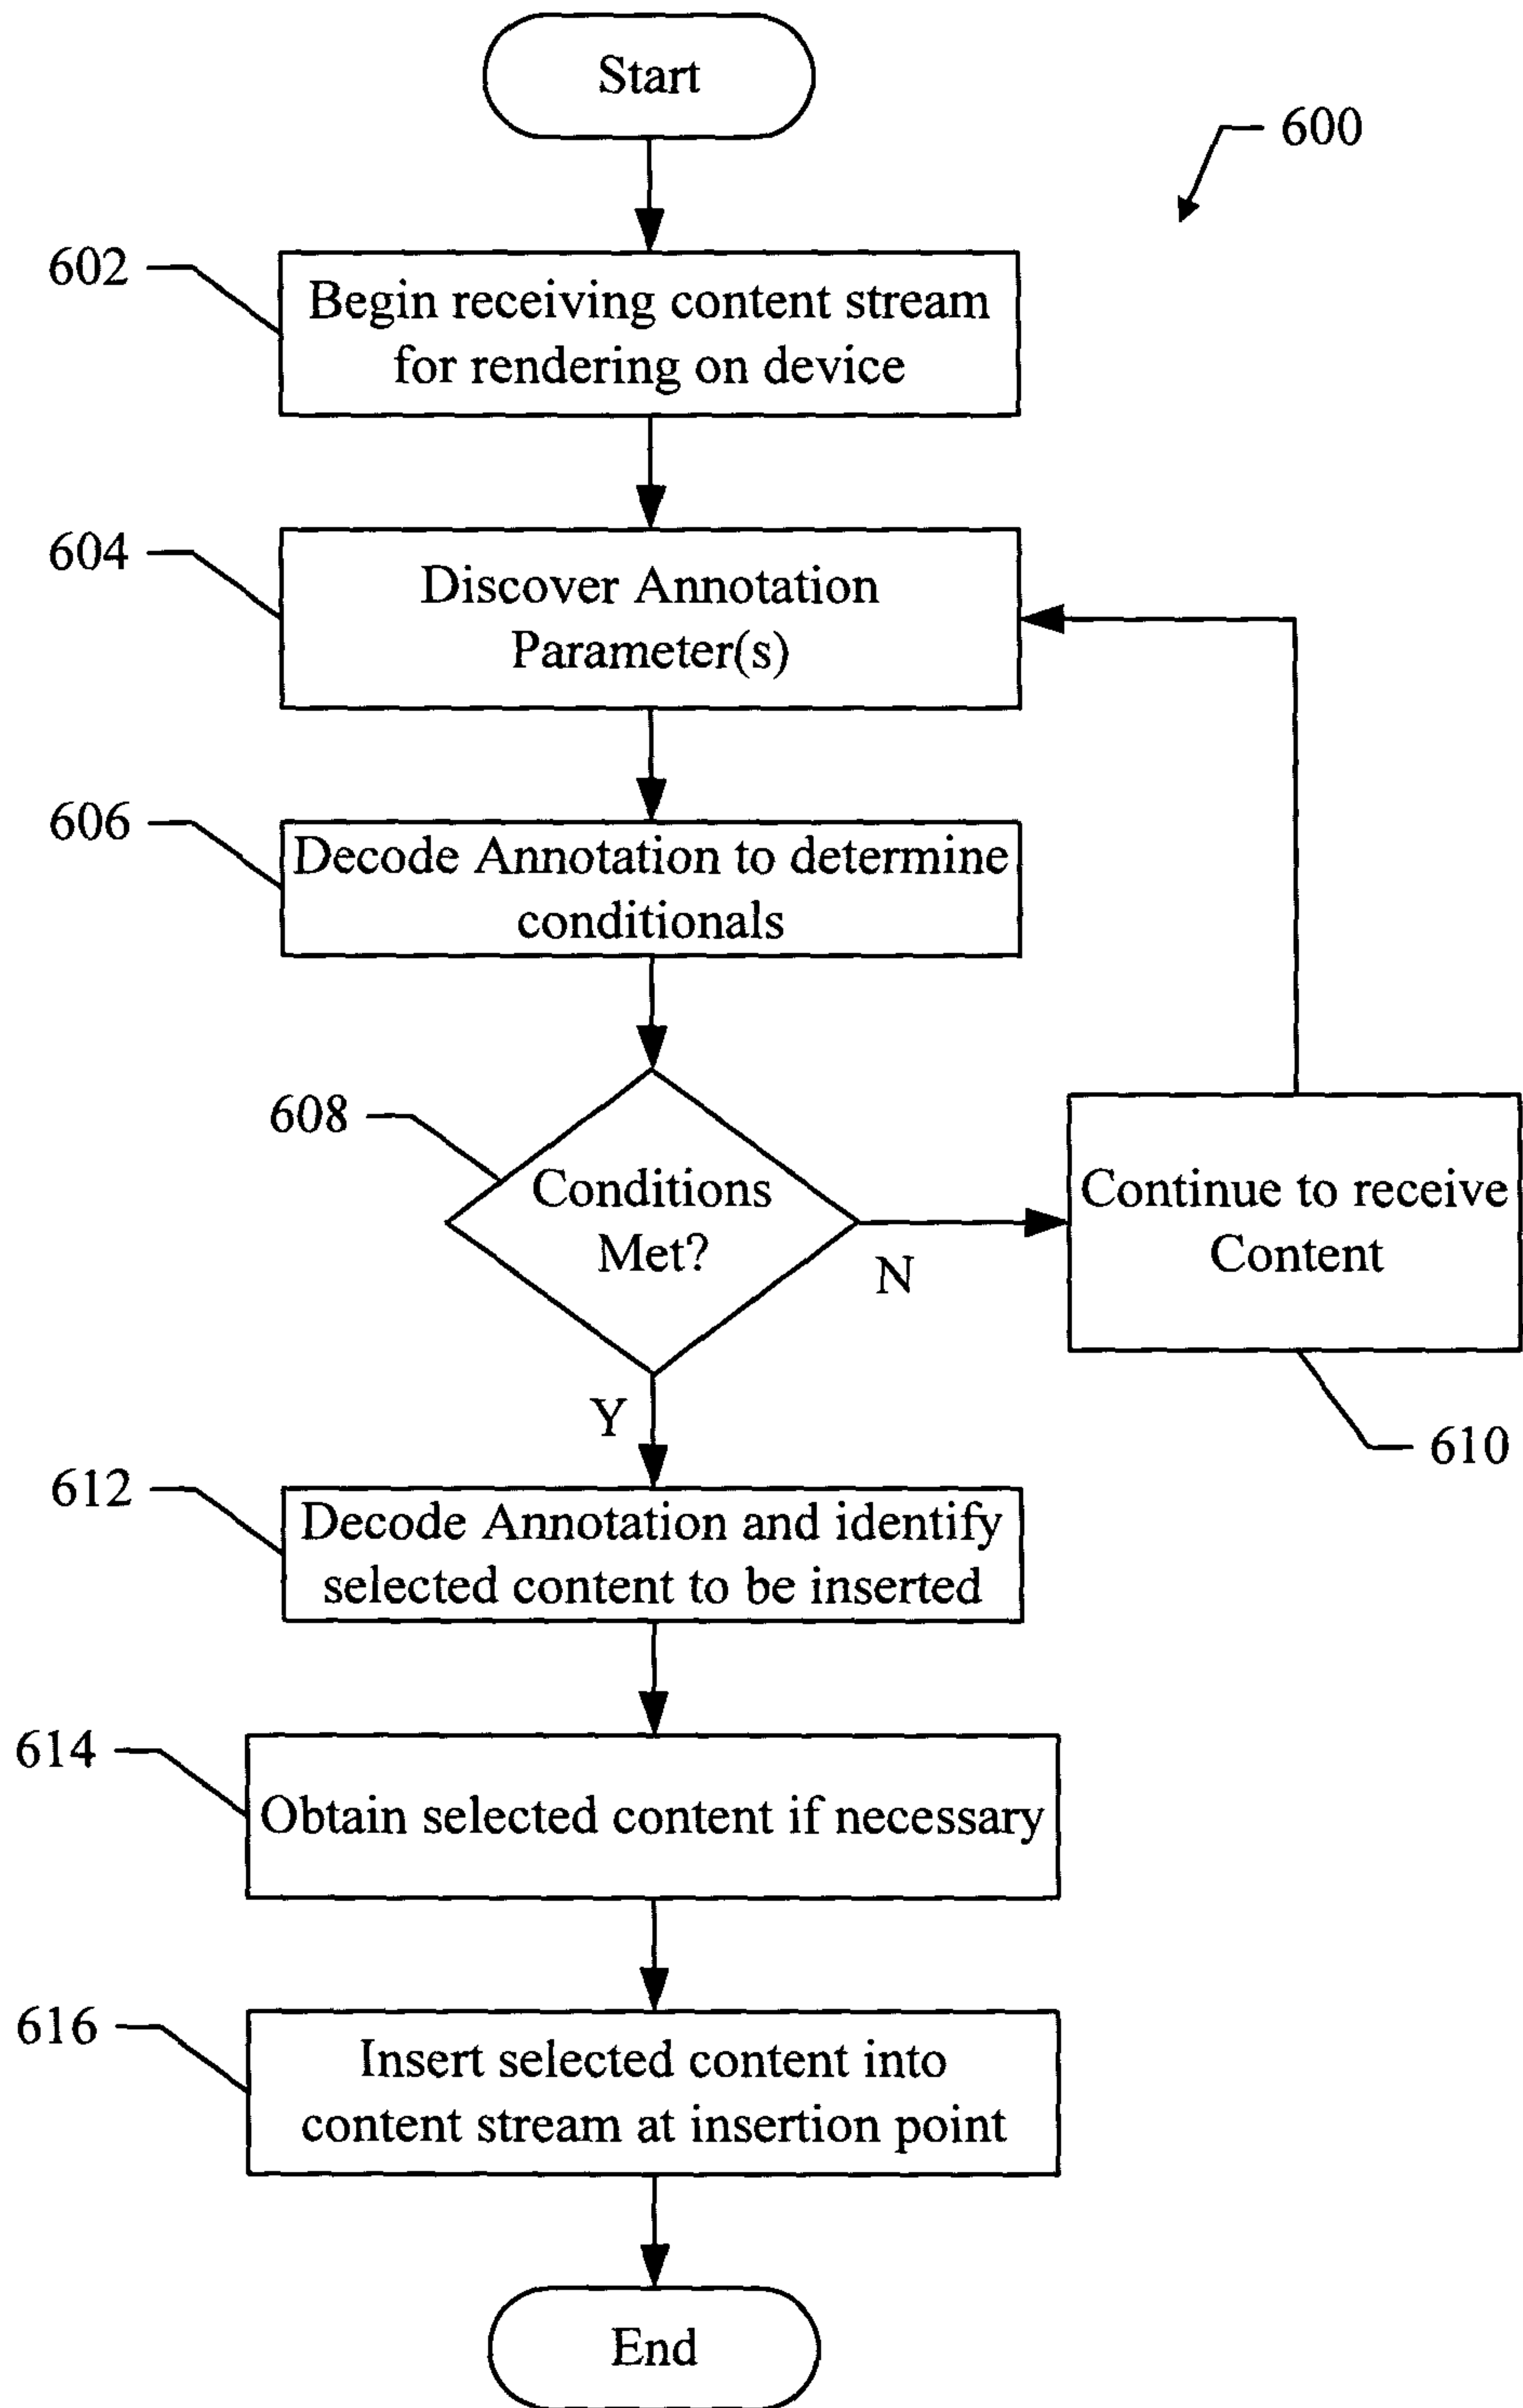 Start
600
602
Begin receiving content stream
for rendering on device
604
Discover Annotation
Parameter(s)
606
Decode Annotation to determine
conditionals
608
Conditions
Met?
N
Continue to receive
Content
610
Y
612
Decode Annotation and identify
selected content to be inserted
614
Obtain selected content if necessary
616
Insert selected content into
content stream at insertion point
End